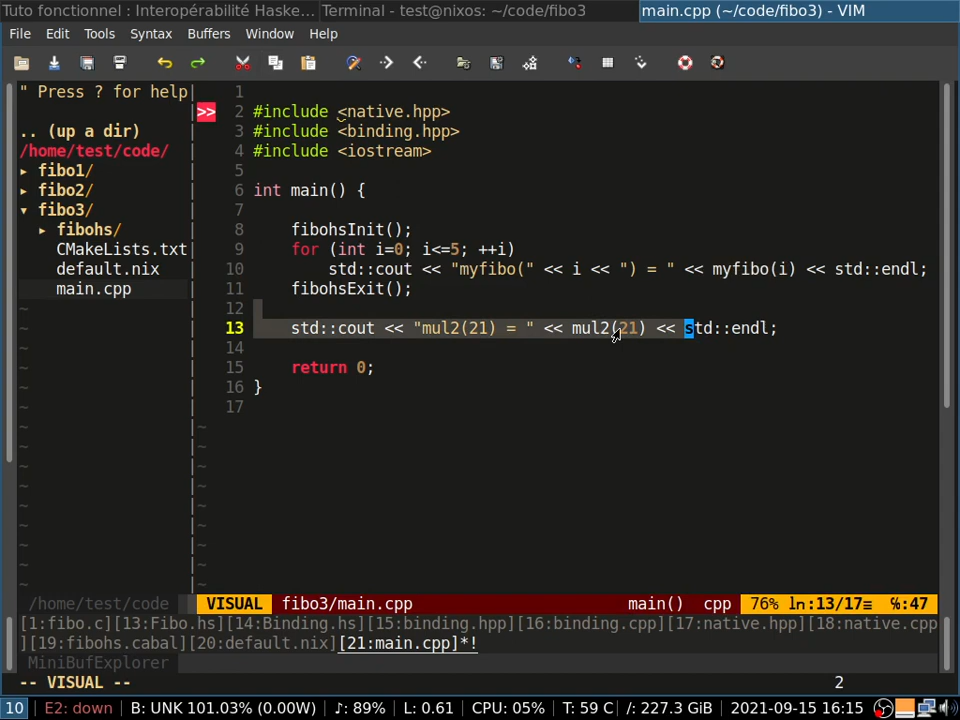 Tuto fonctionnel : Interopérabilité Haske... Terminal - test@nixos: ~/code/fibo3 main.cpp (~/code/fibo3) - VIM
File Edit Tools Syntax Buffers Window Help
" Press ? for help
.. (up a dir)
/home/test/code/
▸ fibo1/
▸ fibo2/
▾ fibo3/
▸ fibohs/
CMakeLists.txt
default.nix
main.cpp
1
>> 2 #include <native.hpp>
3 #include <binding.hpp>
4 #include <iostream>
5
6 int main() {
7
8 fibohsInit();
9 for (int i=0; i<=5; ++i)
10 std::cout << "myfibo(" << i << ") = " << myfibo(i) << std::endl;
11 fibohsExit();
12
13 std::cout << "mul2(21) = " << mul2(21) << std::endl;
14
15 return 0;
16 }
17
/home/test/code VISUAL fibo3/main.cpp main() cpp 76% ln:13/17≡ ℅:47
[1:fibo.c][13:Fibo.hs][14:Binding.hs][15:binding.hpp][16:binding.cpp][17:native.hpp][18:native.cpp
][19:fibohs.cabal][20:default.nix][21:main.cpp]*!
MiniBufExplorer
-- VISUAL -- 2
10 E2: down B: UNK 101.03% (0.00W) ♪: 89% L: 0.61 CPU: 05% T: 59 C /: 227.3 GiB 2021-09-15 16:15